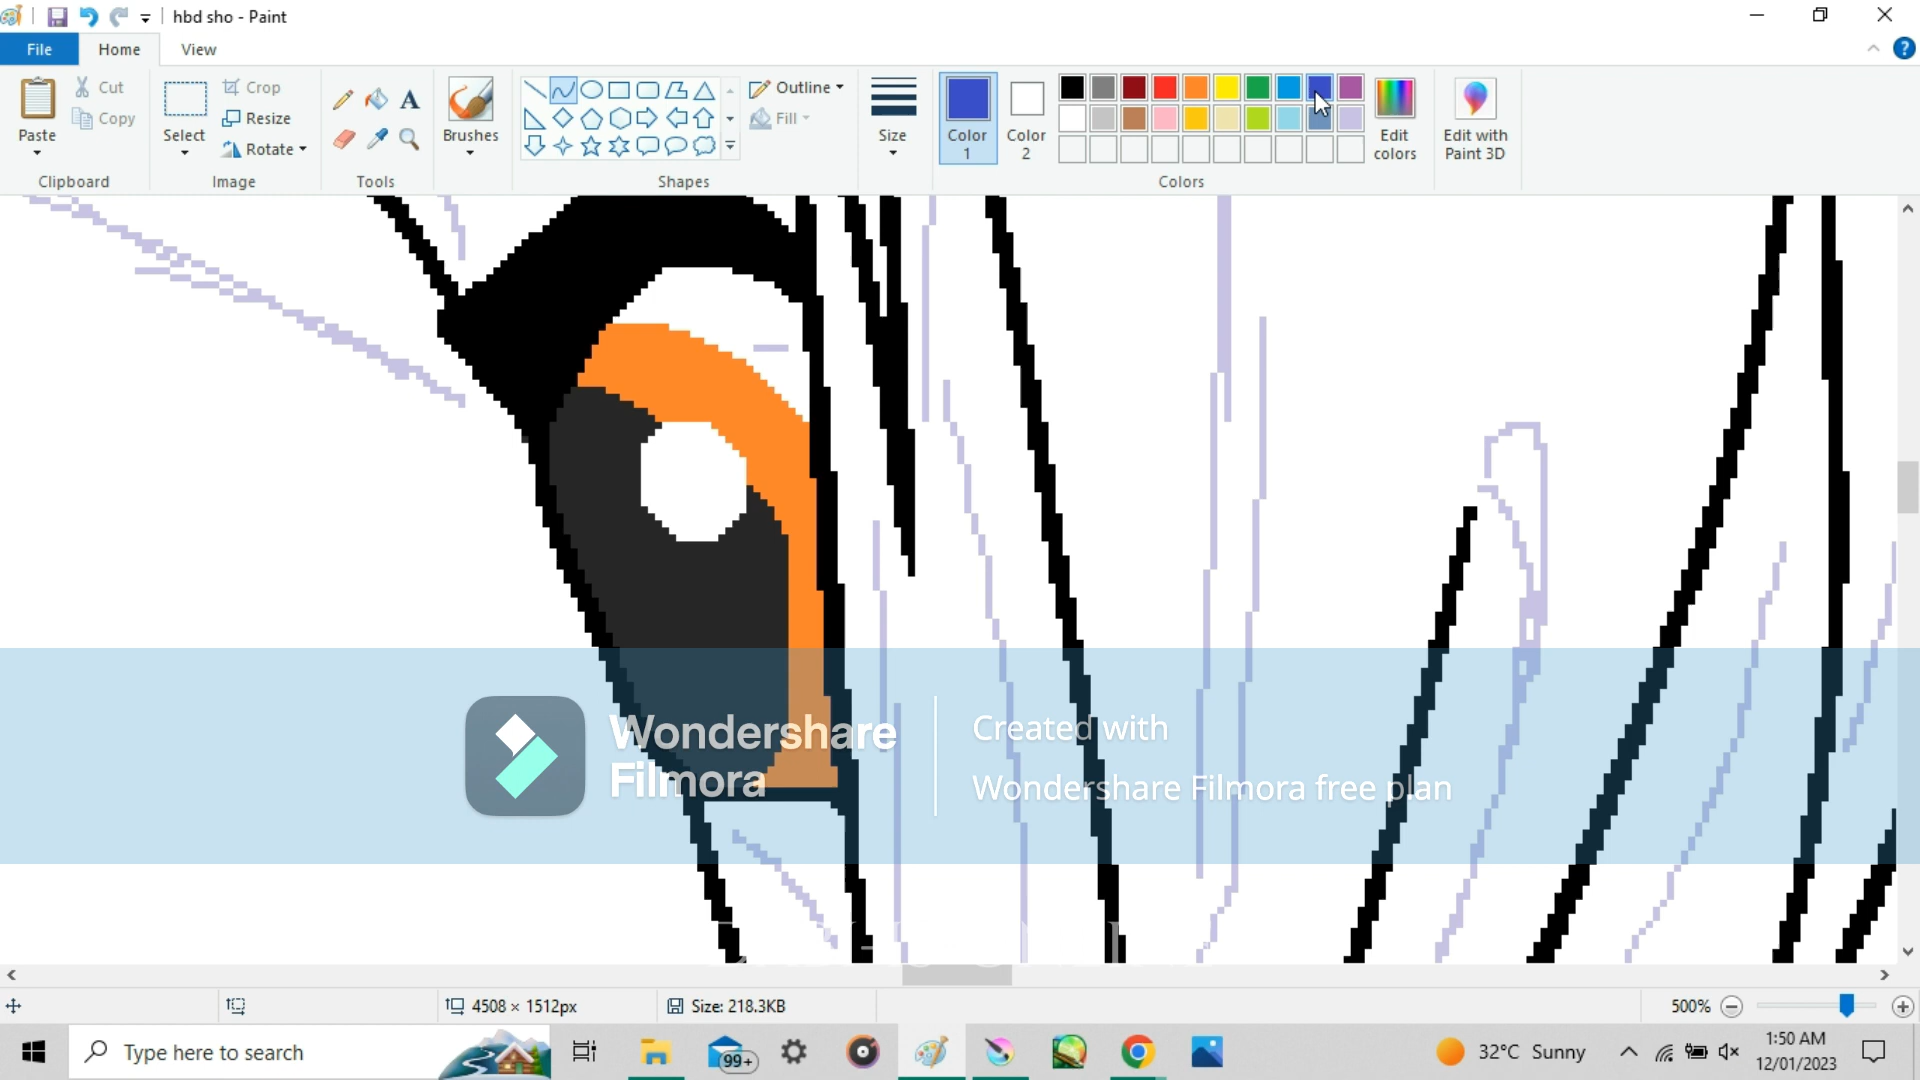 hbd sho - Paint
File Home View
Paste Cut Copy Select Crop Resize Rotate A Brushes Outline Fill Size Color 1 Color 2 Edit colors Edit with Paint 3D
Clipboard Image Tools Shapes Colors
Wondershare Filmora
Created with
Wondershare Filmora free plan
4508 × 1512px Size: 218.3KB 500%
Type here to search 99+ 32°C Sunny 1:50 AM
12/01/2023